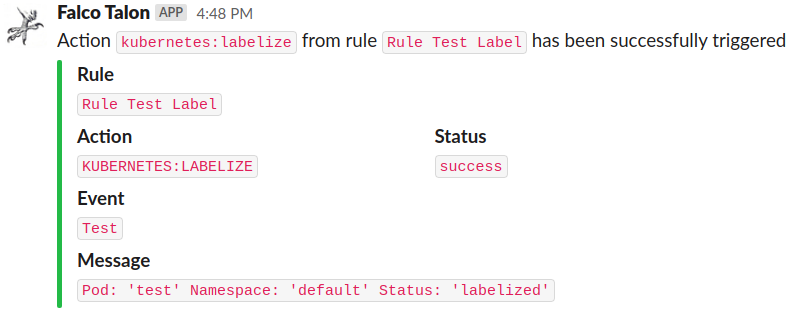 Falco Talon APP 4:48 PM
Action kubernetes:labelize from rule Rule Test Label has been successfully triggered
Rule
Rule Test Label
Action Status
KUBERNETES:LABELIZE success
Event
Test
Message
Pod: 'test' Namespace: 'default' Status: 'labelized'